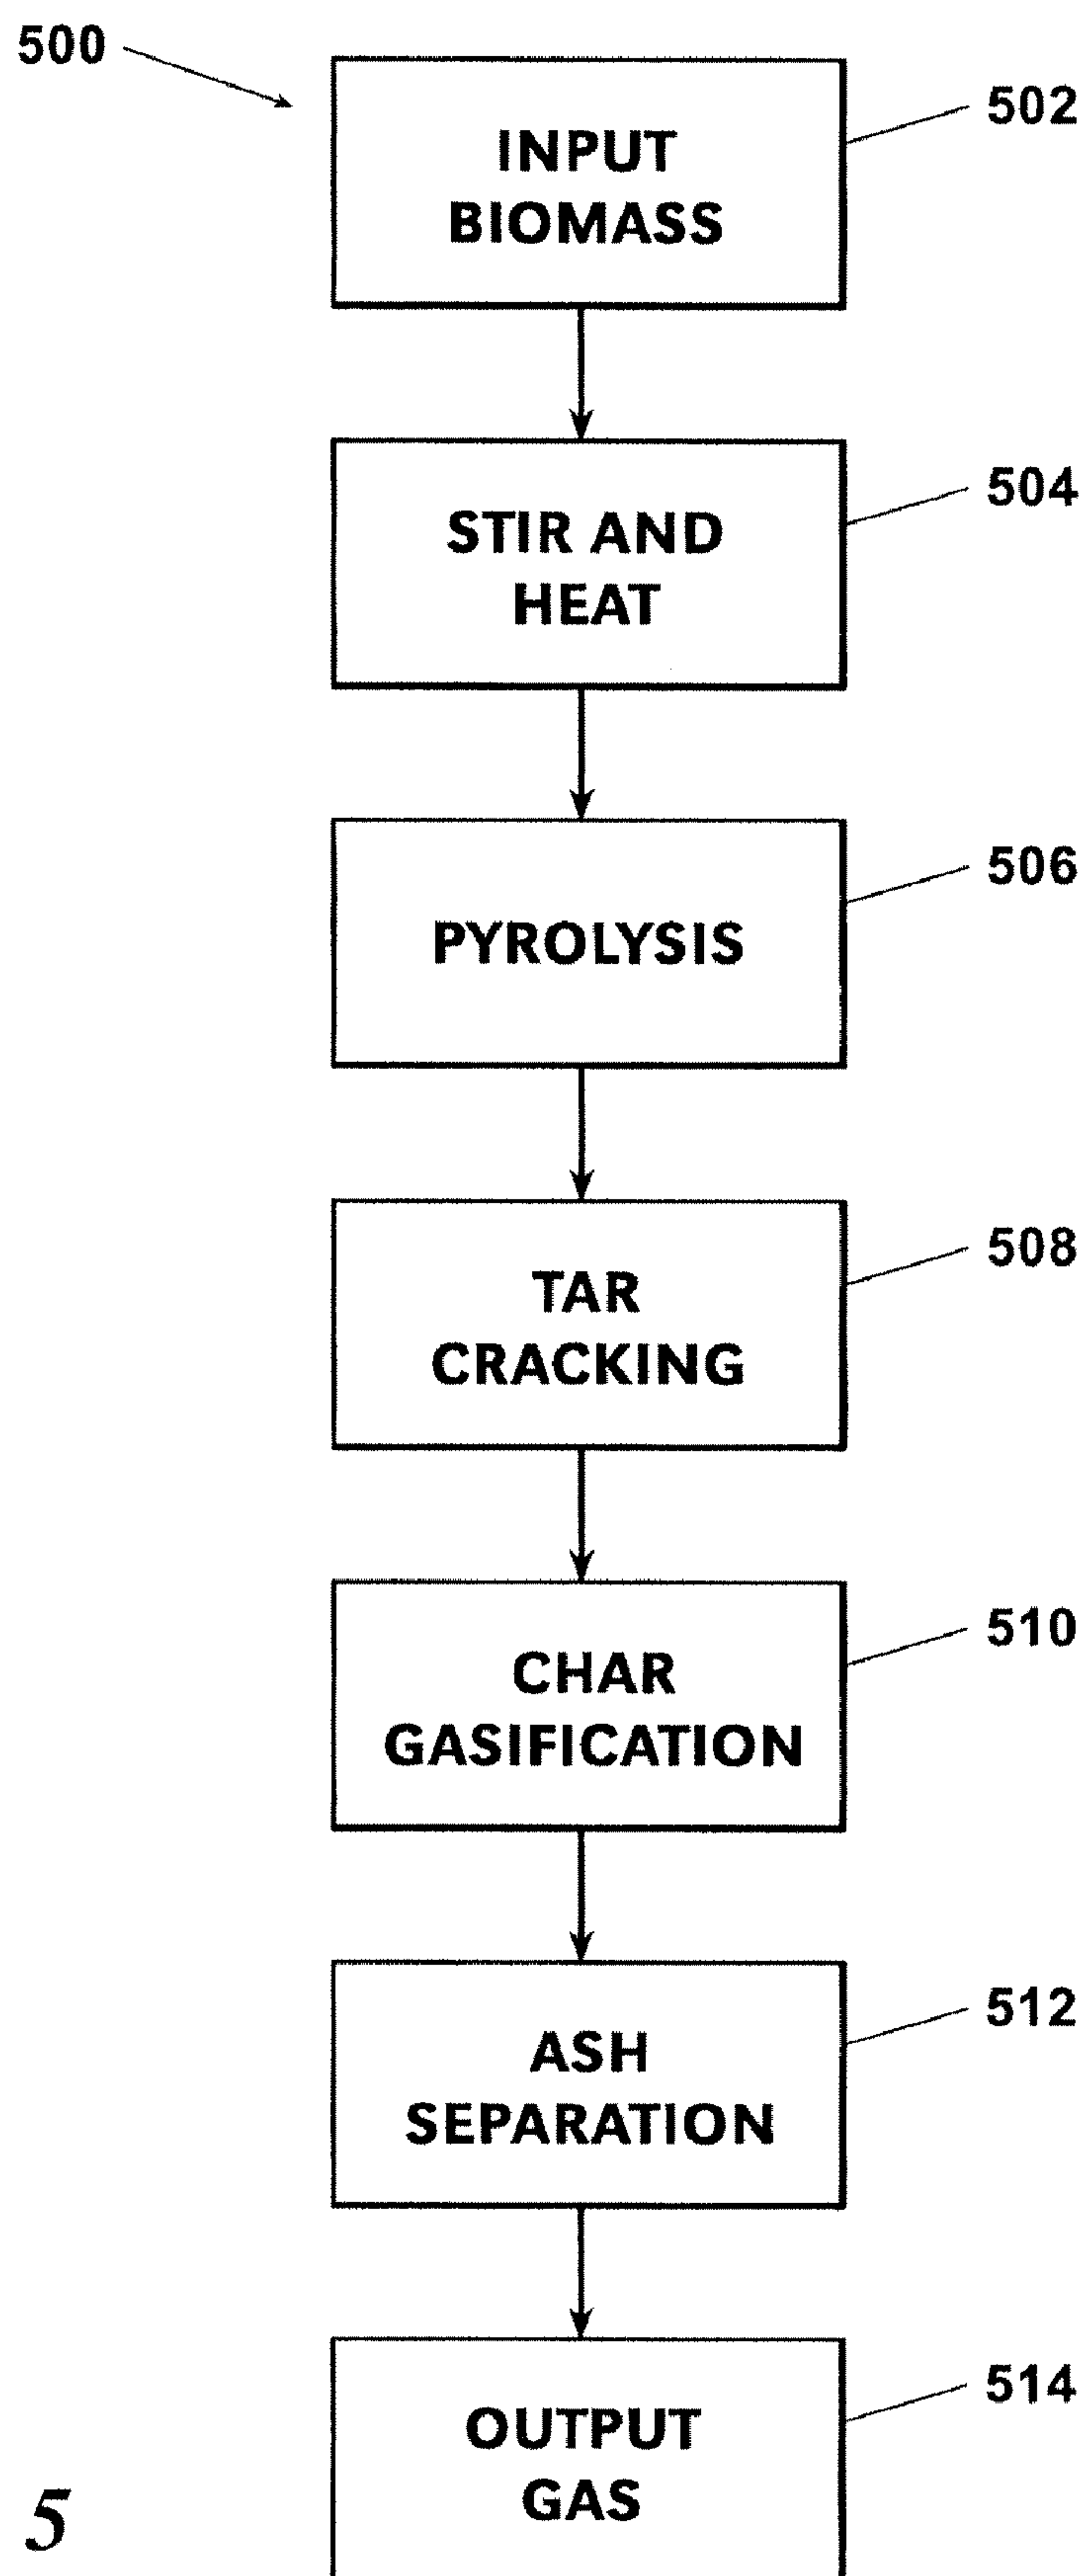 500
502
INPUT
BIOMASS
504
STIR AND
HEAT
506
PYROLYSIS
508
TAR
CRACKING
510
CHAR
GASIFICATION
512
ASH
SEPARATION
514
OUTPUT
GAS
5